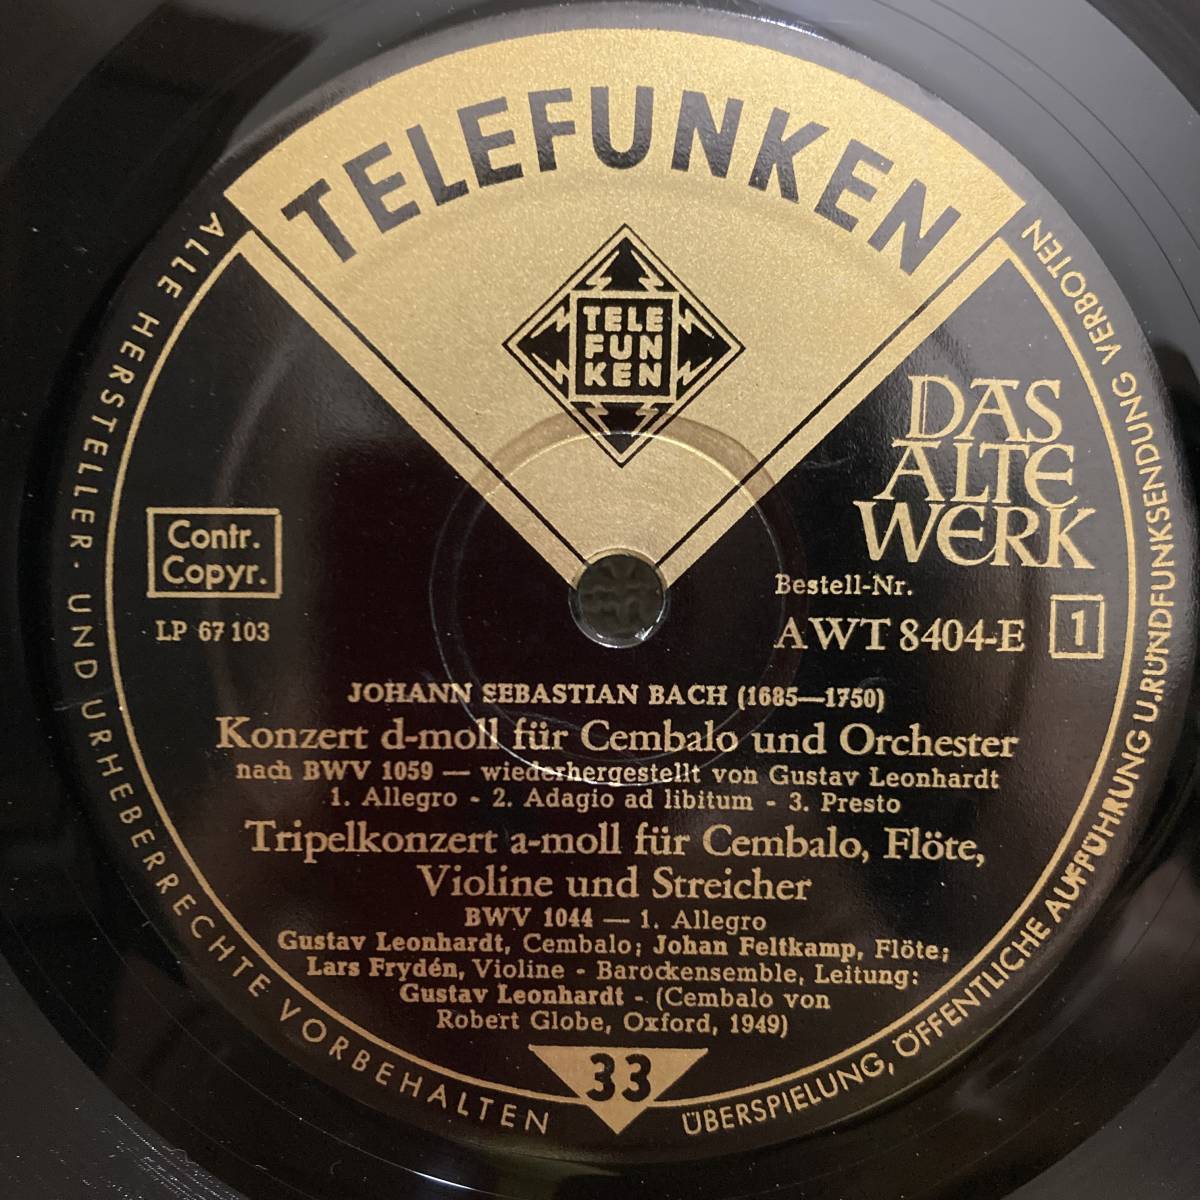 TELEFUNKEN
TELE
FUN
KEN
DAS
ALTE
WERK
Contr.
Copyr.
LP 67 103
Bestell-Nr.
AWT 8404-E
1
JOHANN SEBASTIAN BACH (1685—1750)
Konzert d-moll für Cembalo und Orchester
nach BWV 1059 — wiederhergestellt von Gustav Leonhardt
1. Allegro - 2. Adagio ad libitum - 3. Presto
Tripelkonzert a-moll für Cembalo, Flöte,
Violine und Streicher
BWV 1044 — 1. Allegro
Gustav Leonhardt, Cembalo; Johan Feltkamp, Flöte;
Lars Frydén, Violine - Barockensemble, Leitung:
Gustav Leonhardt - (Cembalo von
Robert Globe, Oxford, 1949)
33
ALLE HERSTELLER- UND URHEBERRECHTE VORBEHALTEN
ÜBERSPIELUNG, ÖFFENTLICHE AUFFÜHRUNG U. RUNDFUNKSENDUNG VERBOTEN